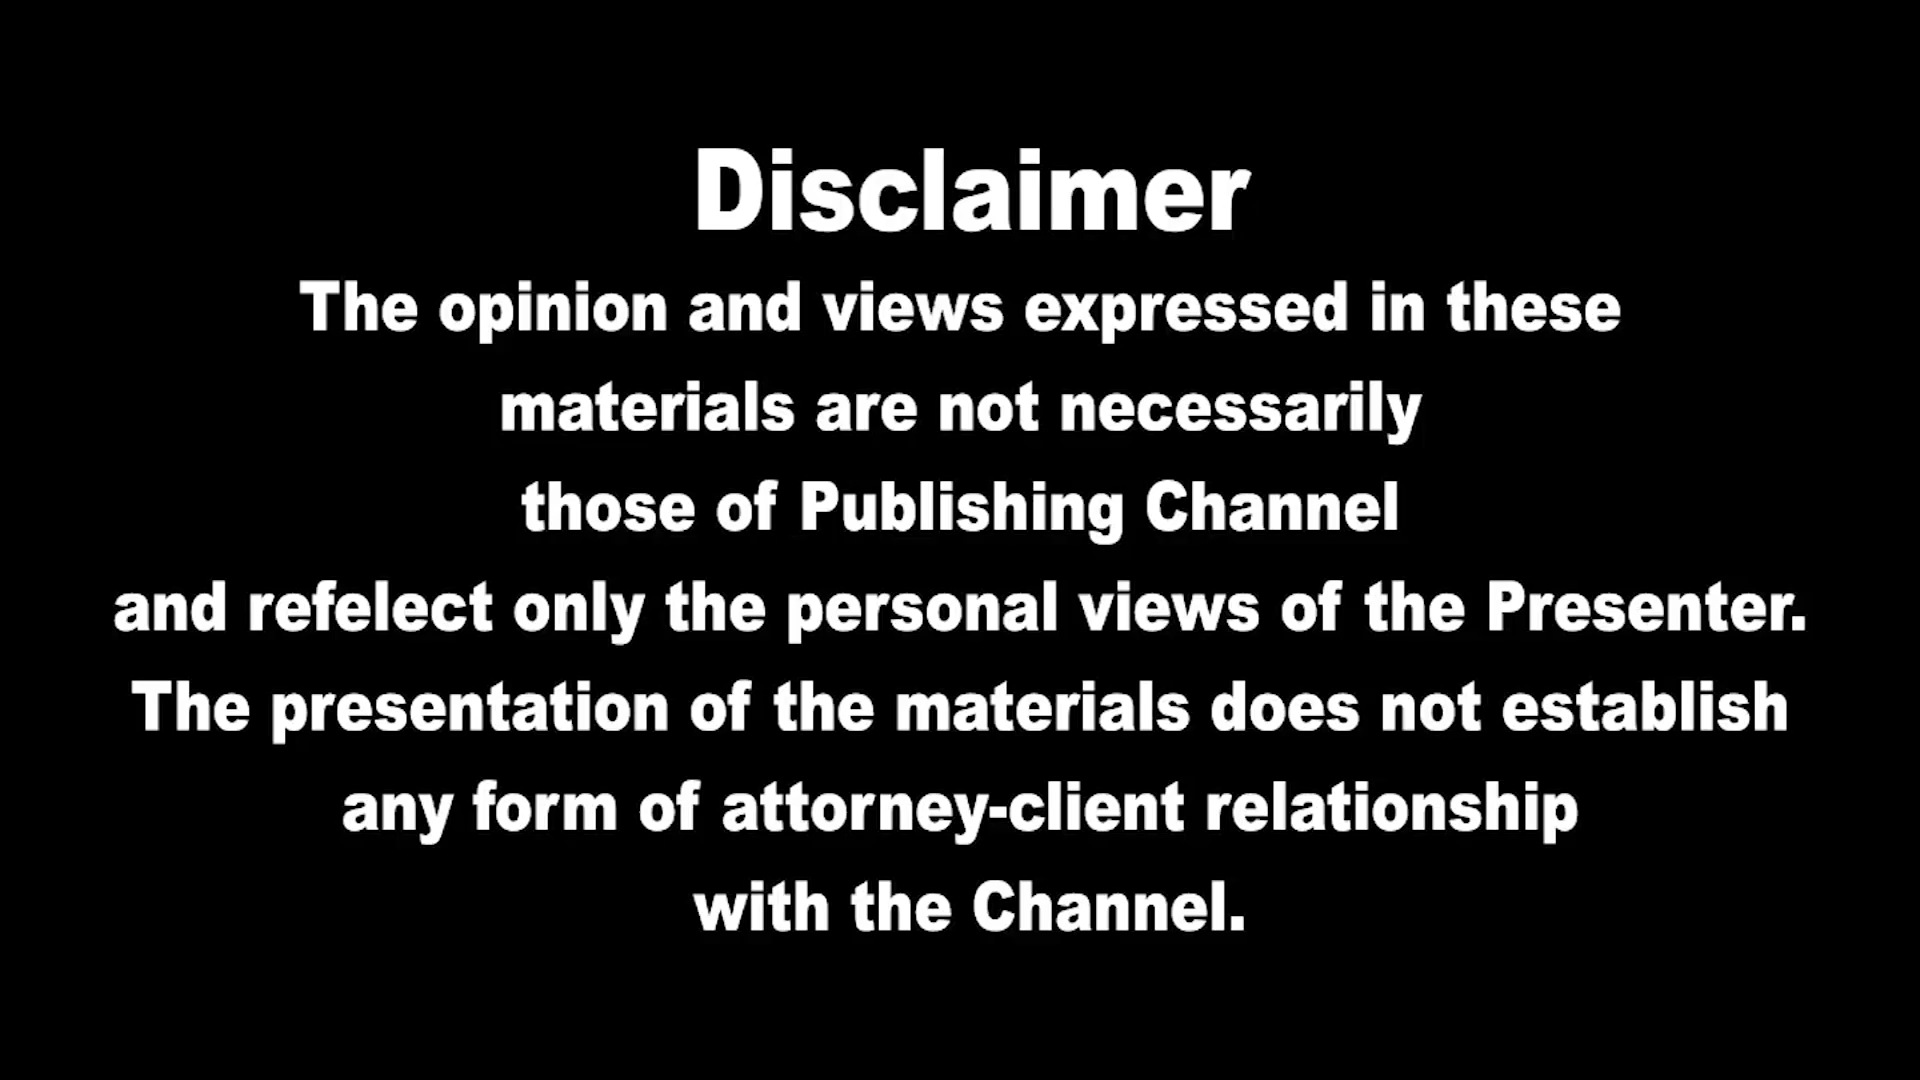 Disclaimer
The opinion and views expressed in these
materials are not necessarily
those of Publishing Channel
and refelect only the personal views of the Presenter.
The presentation of the materials does not establish
any form of attorney-client relationship
with the Channel.